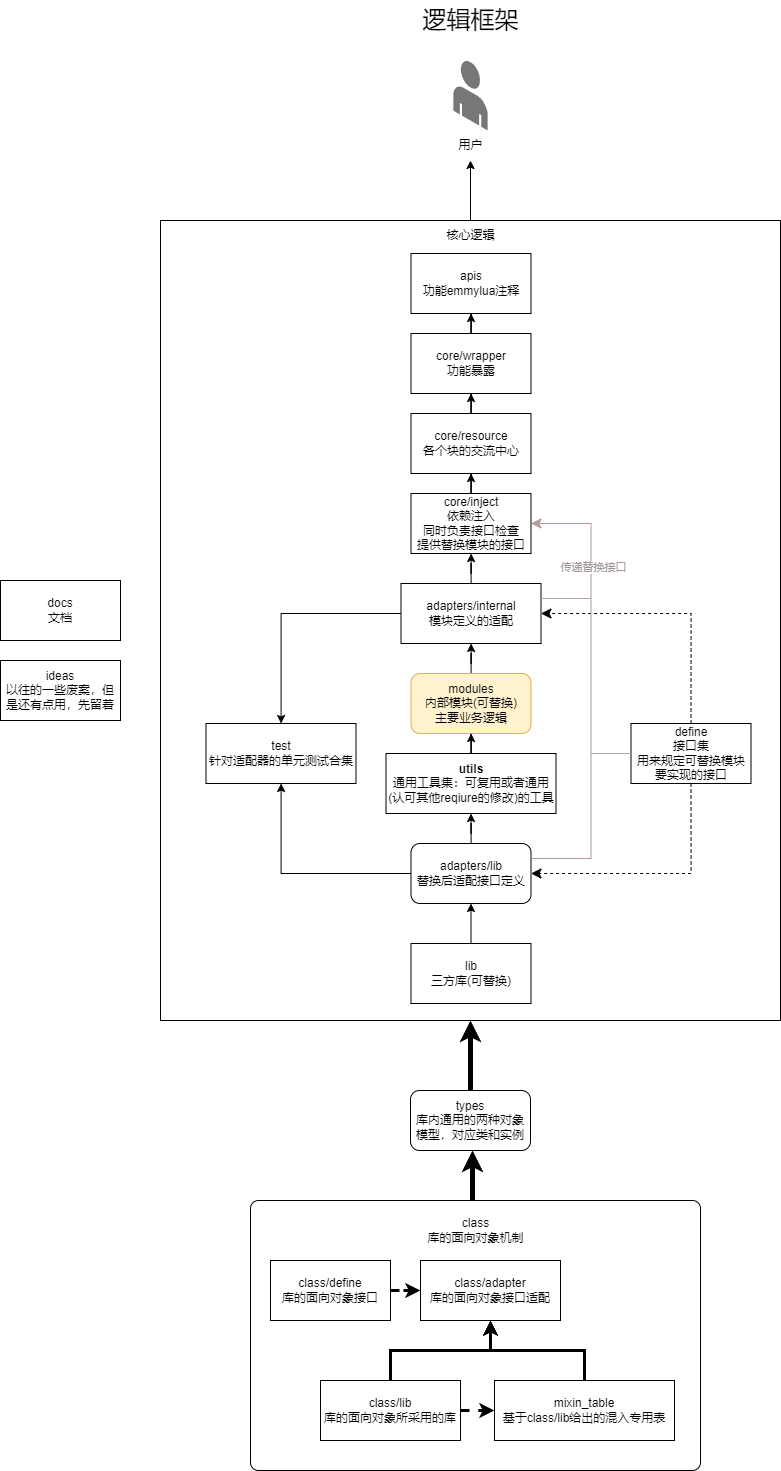 逻辑框架
用户
核心逻辑
apis
功能emmylua注释
core/wrapper
功能暴露
core/resource
各个块的交流中心
core/inject
依赖注入
同时负责接口检查
提供替换模块的接口
传递替换接口
docs
文档
adapters/internal
模块定义的适配
ideas
以往的一些废案，但
是还有点用，先留着
modules
内部模块(可替换)
主要业务逻辑
test
针对适配器的单元测试合集
define
接口集
用来规定可替换模块
要实现的接口
utils
通用工具集：可复用或者通用
(认可其他reqiure的修改)的工具
adapters/lib
替换后适配接口定义
lib
三方库(可替换)
types
库内通用的两种对象
模型，对应类和实例
class
库的面向对象机制
class/define
库的面向对象接口
class/adapter
库的面向对象接口适配
class/lib
库的面向对象所采用的库
mixin_table
基于class/lib给出的混入专用表